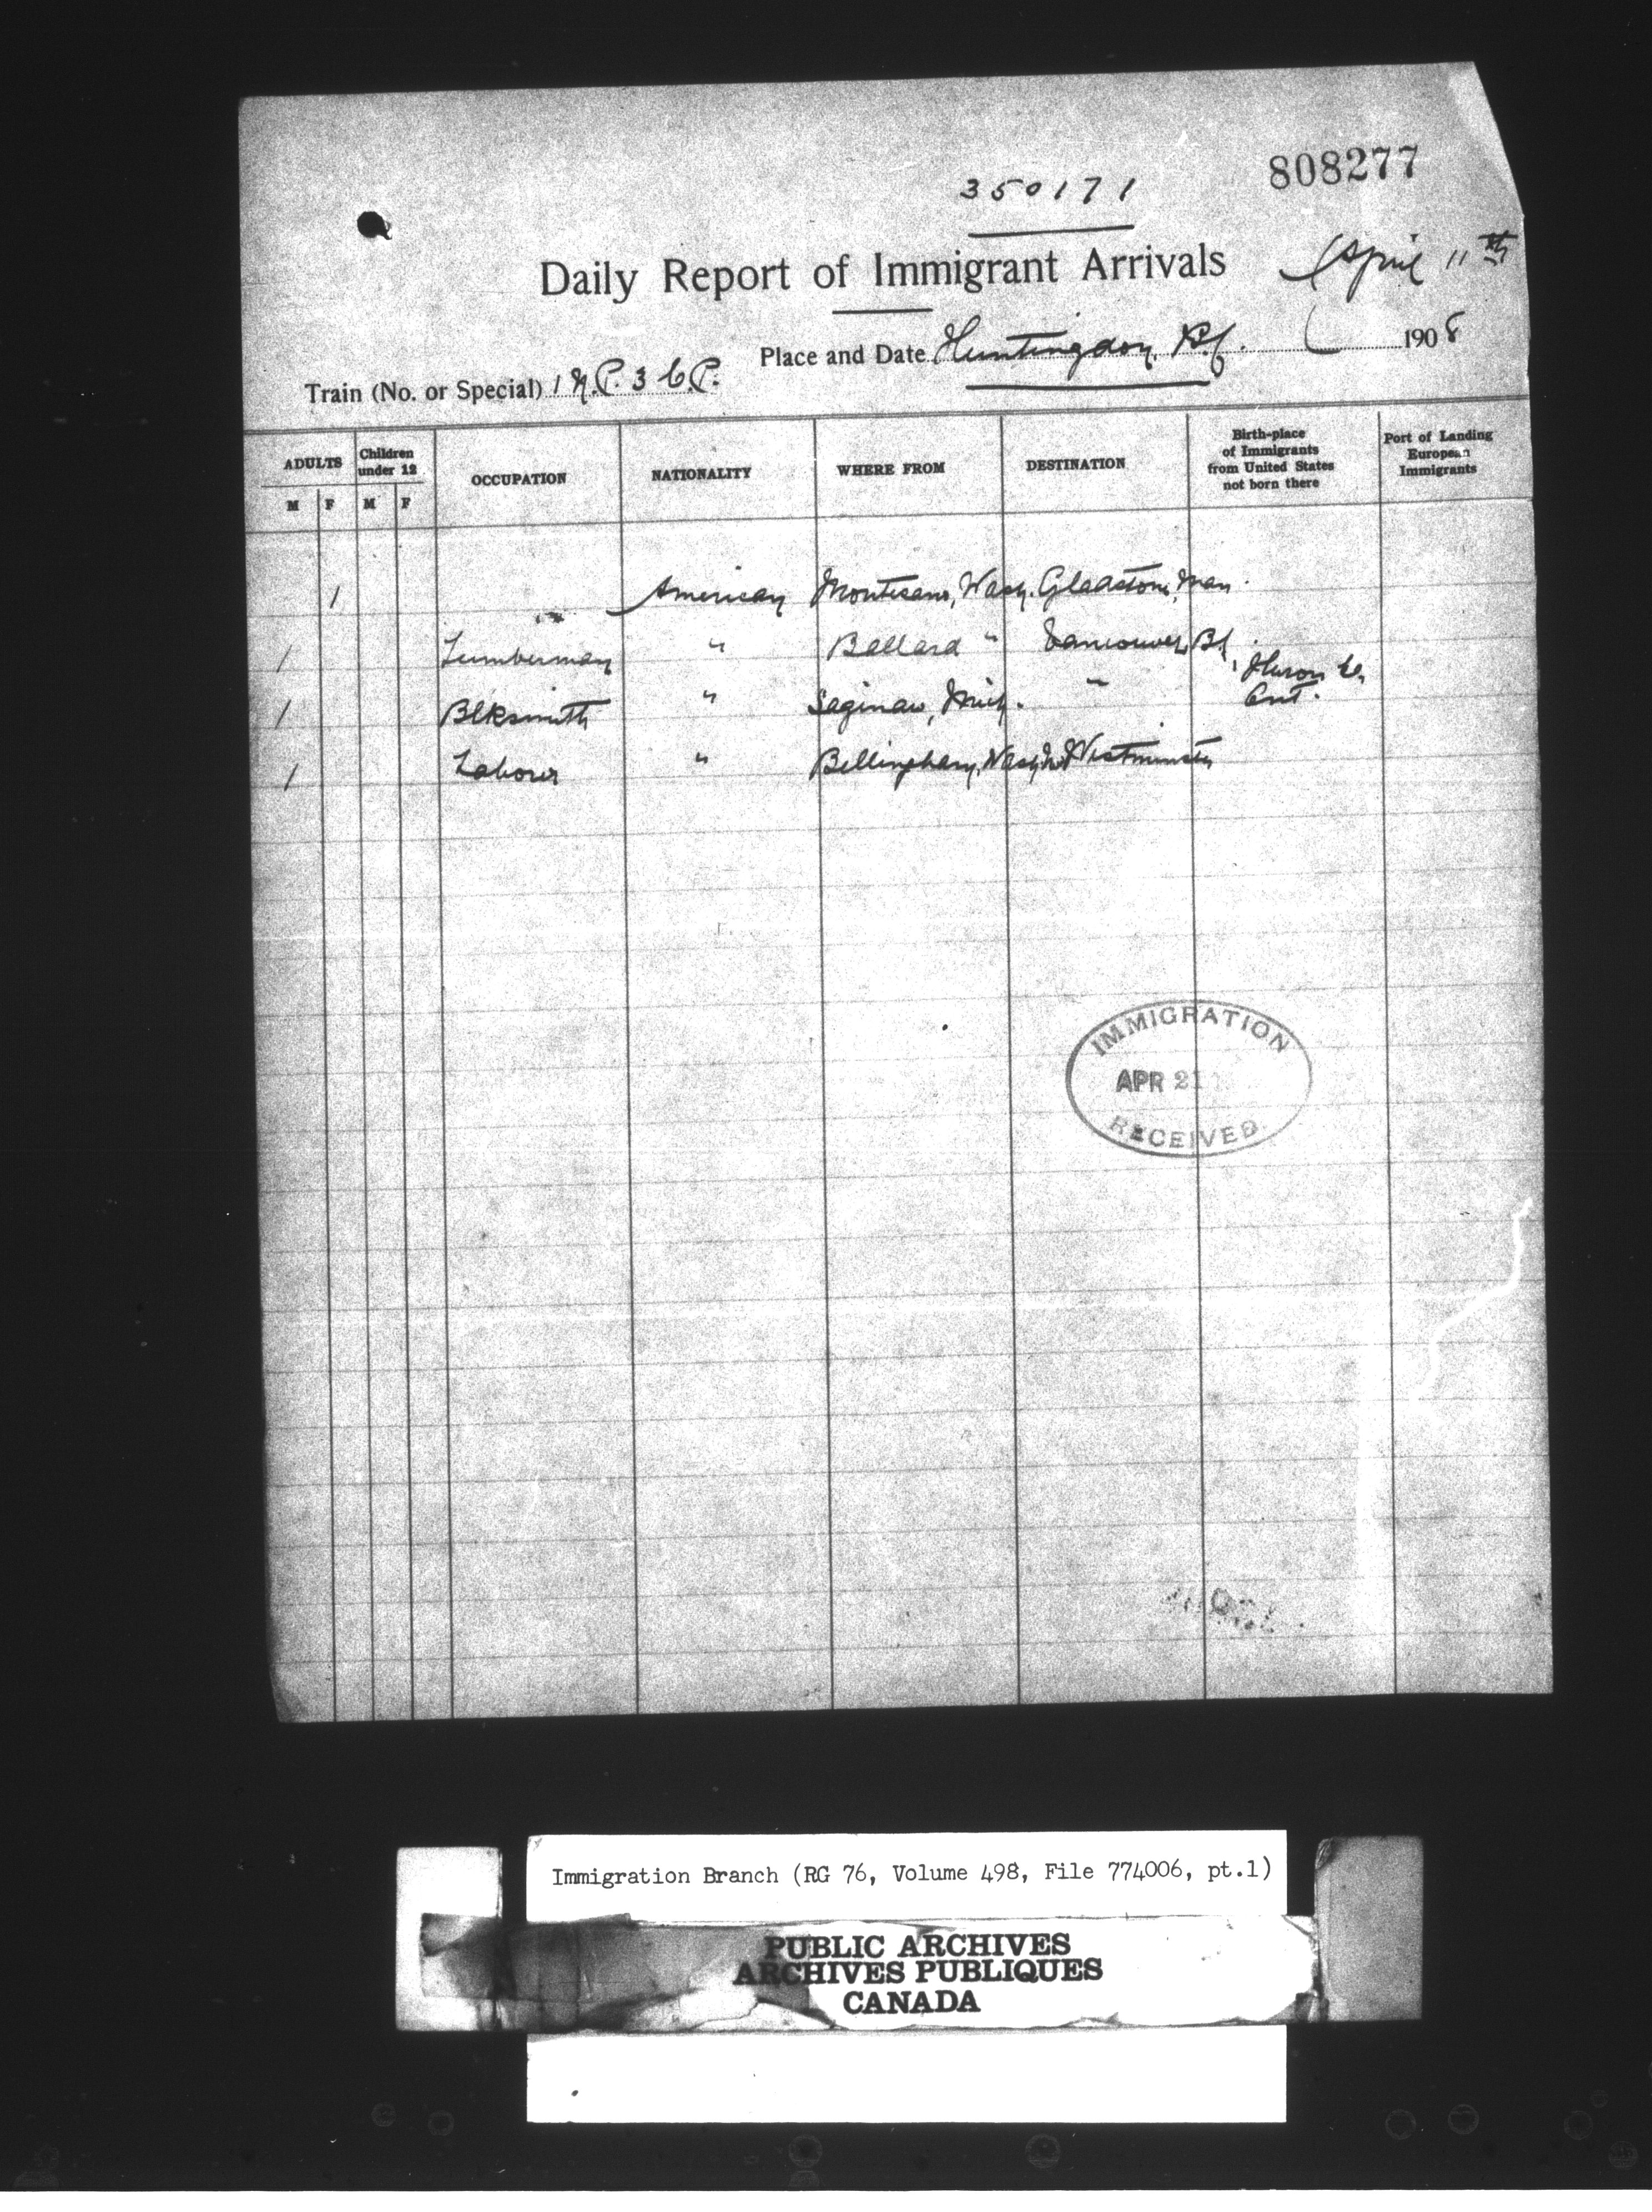 808277
350171
Daily Report of Immigrant Arrivals April 11th
Place and Date Huntingdon, B.C. 1908
Train (No. or Special) 1 N.P. 3 C.P.
ADULTS Children under 12 OCCUPATION NATIONALITY WHERE FROM DESTINATION Birth-place of Immigrants from United States not born there Port of Landing European Immigrants
M F M F
1 American Montesano, Wash. Gladstone, Man.
1 Lumberman " Ballard " Vancouver, B.C.
1 Blksmith " Saginaw, Mich. " Huron Co. Ont.
1 Labourer " Bellingham, Wash. N. Westminster
IMMIGRATION
APR 21
RECEIVED
Immigration Branch (RG 76, Volume 498, File 774006, pt.1)
PUBLIC ARCHIVES
ARCHIVES PUBLIQUES
CANADA